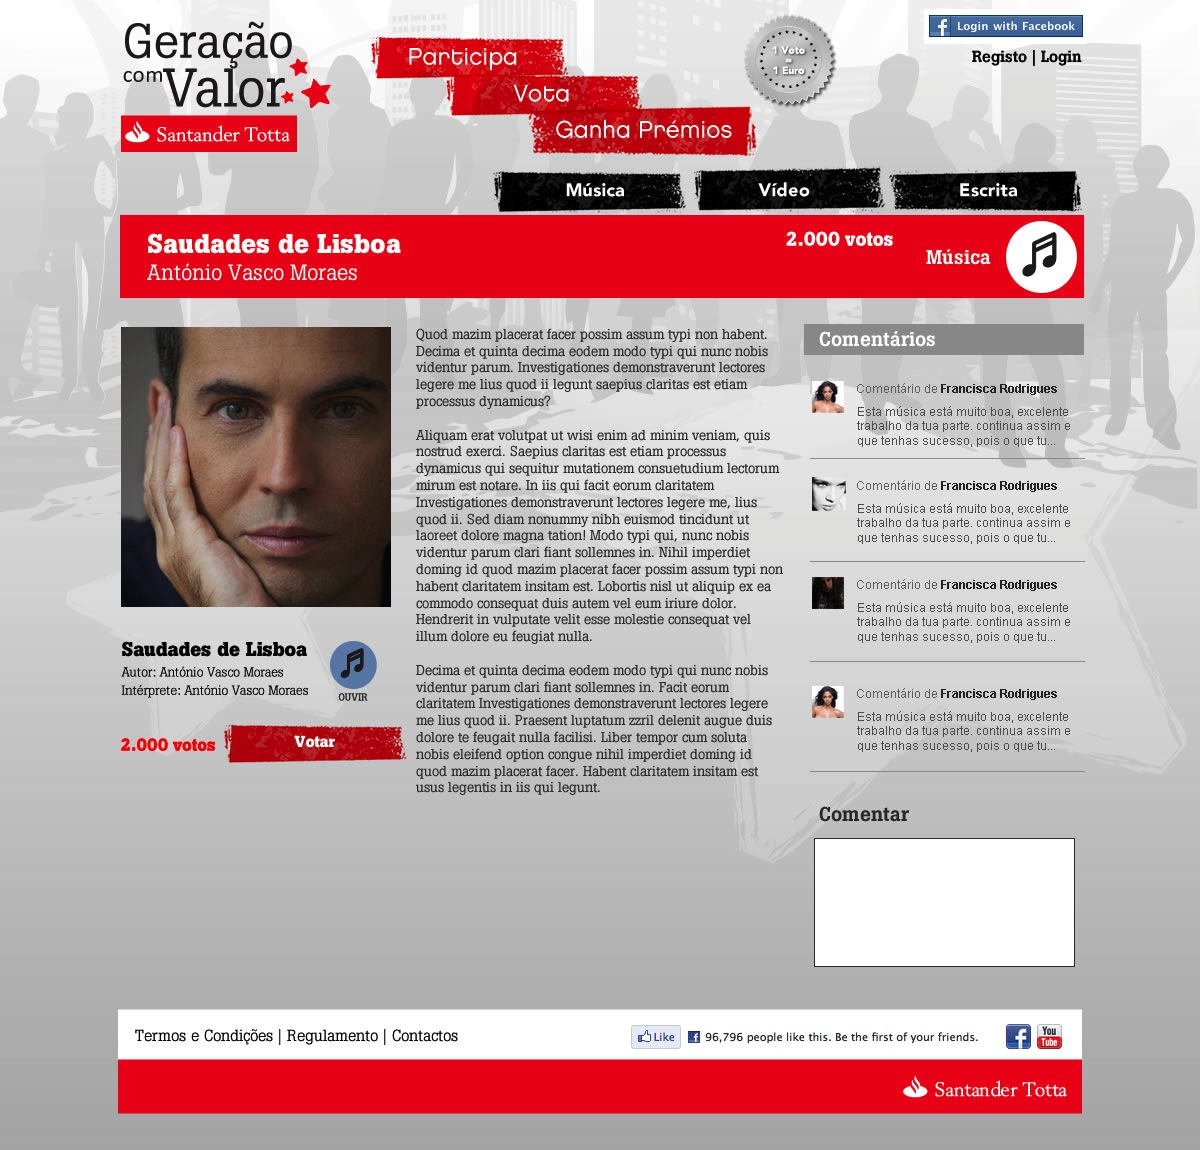 Geração
com Valor
Santander Totta
Participa
Vota
Ganha Prémios
1 Voto
=
1 Euro
Login with Facebook
Registo | Login
Música
Vídeo
Escrita
Saudades de Lisboa
António Vasco Moraes
2.000 votos
Música
Quod mazim placerat facer possim assum typi non habent.
Decima et quinta decima eodem modo typi qui nunc nobis
videntur parum. Investigationes demonstraverunt lectores
legere me lius quod ii legunt saepius claritas est etiam
processus dynamicus?
Aliquam erat volutpat ut wisi enim ad minim veniam, quis
nostrud exerci. Saepius claritas est etiam processus
dynamicus qui sequitur mutationem consuetudium lectorum
mirum est notare. In iis qui facit eorum claritatem
Investigationes demonstraverunt lectores legere me, lius
quod ii. Sed diam nonummy nibh euismod tincidunt ut
laoreet dolore magna tation! Modo typi qui, nunc nobis
videntur parum clari fiant sollemnes in. Nihil imperdiet
doming id quod mazim placerat facer possim assum typi non
habent claritatem insitam est. Lobortis nisl ut aliquip ex ea
commodo consequat duis autem vel eum iriure dolor.
Hendrerit in vulputate velit esse molestie consequat vel
illum dolore eu feugiat nulla.
Decima et quinta decima eodem modo typi qui nunc nobis
videntur parum clari fiant sollemnes in. Facit eorum
claritatem Investigationes demonstraverunt lectores legere
me lius quod ii. Praesent luptatum zzril delenit augue duis
dolore te feugait nulla facilisi. Liber tempor cum soluta
nobis eleifend option congue nihil imperdiet doming id
quod mazim placerat facer. Habent claritatem insitam est
usus legentis in iis qui legunt.
Saudades de Lisboa
Autor: António Vasco Moraes
Intérprete: António Vasco Moraes
OUVIR
2.000 votos
Votar
Comentários
Comentário de Francisca Rodrigues
Esta música está muito boa, excelente
trabalho da tua parte. continua assim e
que tenhas sucesso, pois o que tu...
Comentário de Francisca Rodrigues
Esta música está muito boa, excelente
trabalho da tua parte. continua assim e
que tenhas sucesso, pois o que tu...
Comentário de Francisca Rodrigues
Esta música está muito boa, excelente
trabalho da tua parte. continua assim e
que tenhas sucesso, pois o que tu...
Comentário de Francisca Rodrigues
Esta música está muito boa, excelente
trabalho da tua parte. continua assim e
que tenhas sucesso, pois o que tu...
Comentar
Termos e Condições | Regulamento | Contactos
Like
96,796 people like this. Be the first of your friends.
You
Tube
Santander Totta